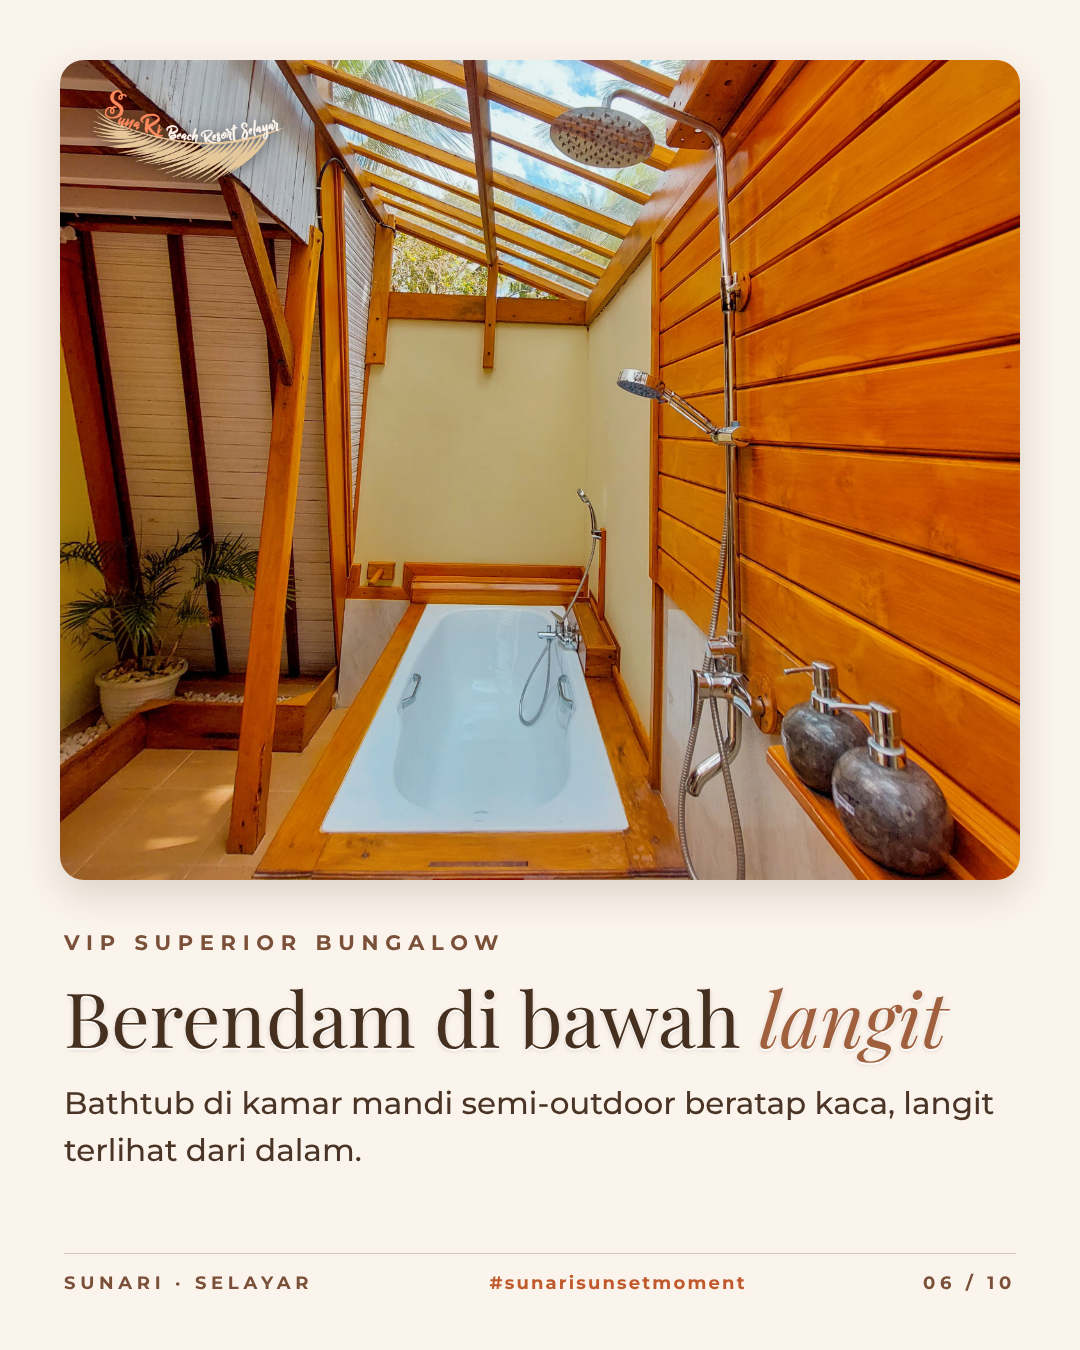 SunaRi Beach Resort Selayar
VIP SUPERIOR BUNGALOW
Berendam di bawah langit
Bathtub di kamar mandi semi-outdoor beratap kaca, langit
terlihat dari dalam.
SUNARI · SELAYAR
#sunarisunsetmoment
06 / 10